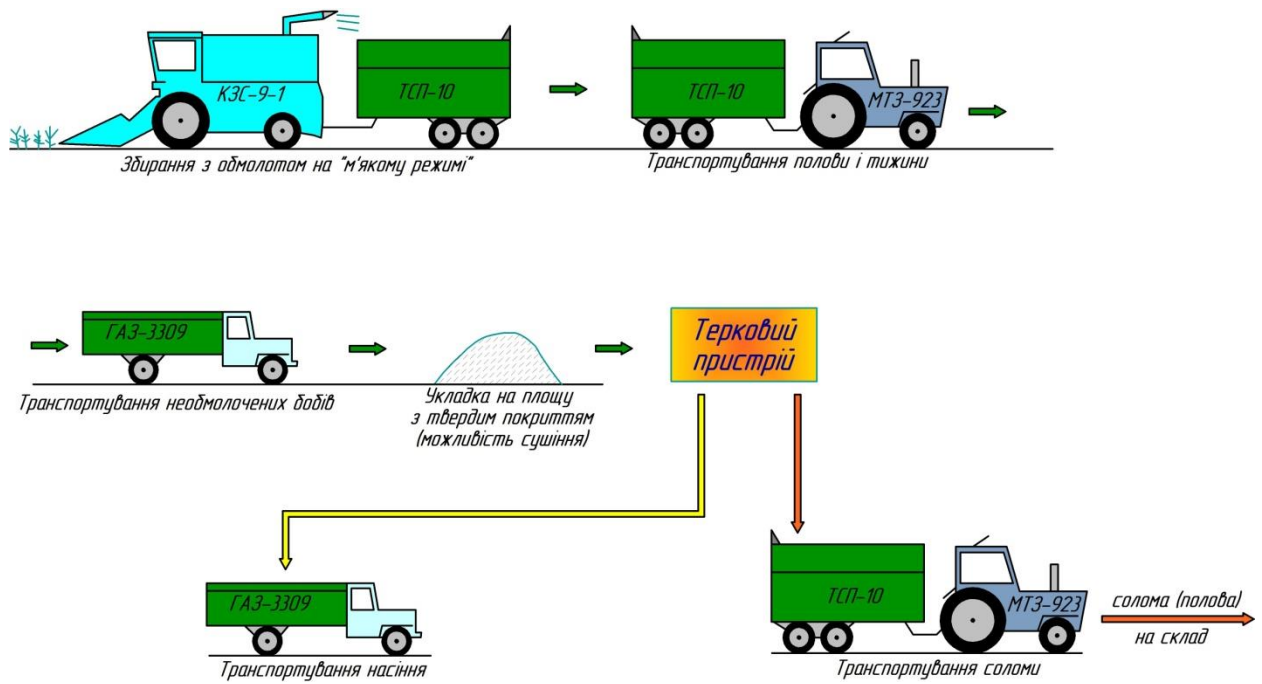 КЗС-9-1
ТСП-10
ТСП-10
МТЗ-923
Збирання з обмолотом на "м'якому режимі"
Транспортування полови і тижини
ГАЗ-3309
Терковий
пристрій
Транспортування необмолочених бобів
Укладка на площу
з твердим покриттям
(можливість сушіння)
ГАЗ-3309
ТСП-10
МТЗ-923
солома (полова)
на склад
Транспортування насіння
Транспортування соломи